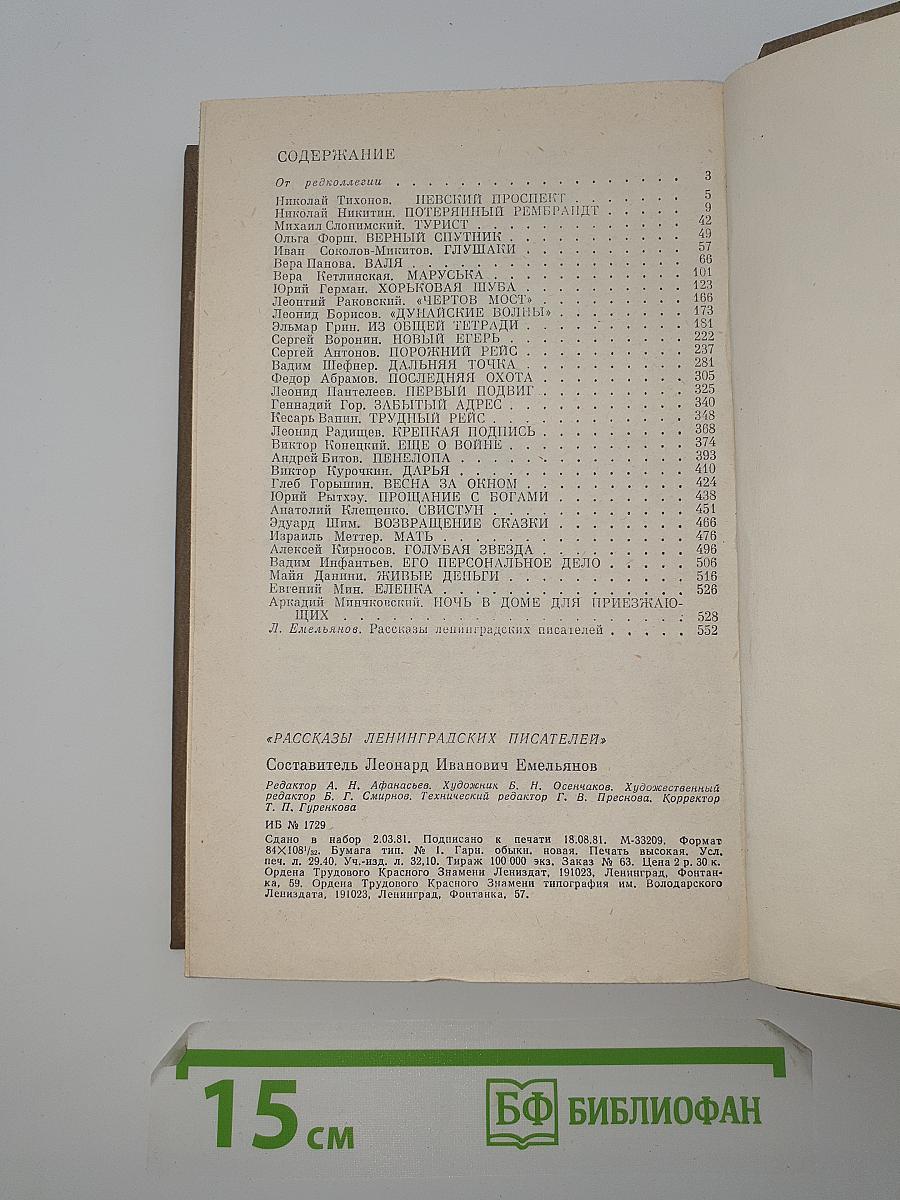 СОДЕРЖАНИЕ
От редколлегии . . . . . . . . . . . . . . . . . . 3
Николай Тихонов. НЕВСКИЙ ПРОСПЕКТ . . . . . . . 5
Николай Никитин. ПОТЕРЯННЫЙ РЕМБРАНДТ . . . . . 9
Михаил Слонимский. ТУРИСТ . . . . . . . . . . . 42
Ольга Форш. ВЕРНЫЙ СПУТНИК . . . . . . . . . . 49
Иван Соколов-Микитов. ГЛУШАКИ . . . . . . . . . 57
Вера Панова. ВАЛЯ . . . . . . . . . . . . . . . 66
Вера Кетлинская. МАРУСЬКА . . . . . . . . . . . 101
Юрий Герман. ХОРЬКОВАЯ ШУБА . . . . . . . . . . 123
Леонтий Раковский. «ЧЕРТОВ МОСТ» . . . . . . . . 166
Леонид Борисов. «ДУНАЙСКИЕ ВОЛНЫ» . . . . . . . 173
Эльмар Грин. ИЗ ОБЩЕЙ ТЕТРАДИ . . . . . . . . . 181
Сергей Воронин. НОВЫЙ ЕГЕРЬ . . . . . . . . . . 222
Сергей Антонов. ПОРОЖНИЙ РЕЙС . . . . . . . . . 237
Вадим Шефнер. ДАЛЬНЯЯ ТОЧКА . . . . . . . . . . 281
Федор Абрамов. ПОСЛЕДНЯЯ ОХОТА . . . . . . . . 305
Леонид Пантелеев. ПЕРВЫЙ ПОДВИГ . . . . . . . . 325
Геннадий Гор. ЗАБЫТЫЙ АДРЕС . . . . . . . . . . 340
Кесарь Ванин. ТРУДНЫЙ РЕЙС . . . . . . . . . . 348
Леонид Радищев. КРЕПКАЯ ПОДПИСЬ . . . . . . . . 368
Виктор Конецкий. ЕЩЕ О ВОЙНЕ . . . . . . . . . 374
Андрей Битов. ПЕНЕЛОПА . . . . . . . . . . . . 393
Виктор Курочкин. ДАРЬЯ . . . . . . . . . . . . 410
Глеб Горышин. ВЕСНА ЗА ОКНОМ . . . . . . . . . 424
Юрий Рытхэу. ПРОЩАНИЕ С БОГАМИ . . . . . . . . 438
Анатолий Клещенко. СВИСТУН . . . . . . . . . . 451
Эдуард Шим. ВОЗВРАЩЕНИЕ СКАЗКИ . . . . . . . . 466
Израиль Меттер. МАТЬ . . . . . . . . . . . . . 476
Алексей Кирносов. ГОЛУБАЯ ЗВЕЗДА . . . . . . . 496
Вадим Инфантьев. ЕГО ПЕРСОНАЛЬНОЕ ДЕЛО . . . . . 506
Майя Данини. ЖИВЫЕ ДЕНЬГИ . . . . . . . . . . . 516
Евгений Мин. ЕЛЕНКА . . . . . . . . . . . . . . 526
Аркадий Минчковский. НОЧЬ В ДОМЕ ДЛЯ ПРИЕЗЖАЮ-
ЩИХ . . . . . . . . . . . . . . . . . . . . . 528
Л. Емельянов. Рассказы ленинградских писателей . . . . . 552
«РАССКАЗЫ ЛЕНИНГРАДСКИХ ПИСАТЕЛЕЙ»
Составитель Леонард Иванович Емельянов
Редактор А. Н. Афанасьев. Художник Б. Н. Осенчаков. Художественный
редактор Б. Г. Смирнов. Технический редактор Г. В. Преснова. Корректор
Т. П. Гуренкова
ИБ № 1729
Сдано в набор 2.03.81. Подписано к печати 18.08.81. М-33209. Формат
84X108¹/₃₂. Бумага тип. № 1. Гарн. обыкн. новая. Печать высокая. Усл.
печ. л. 29.40. Уч.-изд. л. 32,10. Тираж 100 000 экз. Заказ № 63. Цена 2 р. 30 к.
Ордена Трудового Красного Знамени Лениздат, 191023, Ленинград, Фонтан-
ка, 59. Ордена Трудового Красного Знамени типография им. Володарского
Лениздата, 191023, Ленинград, Фонтанка, 57.
15 см
БФ БИБЛИОФАН